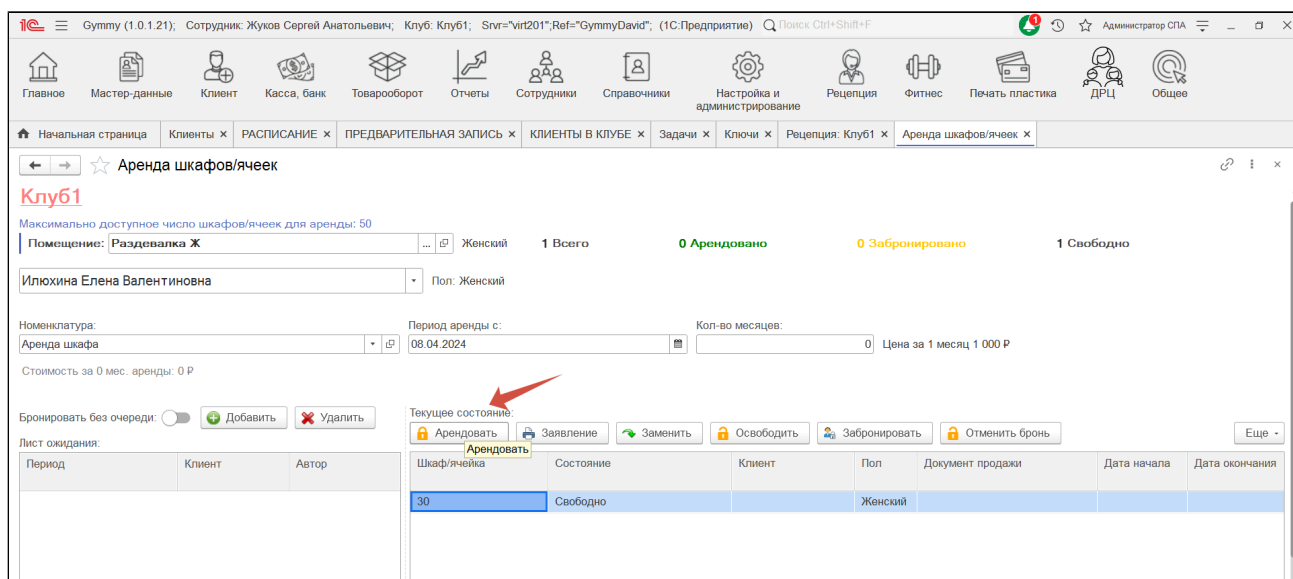 1С Gymmy (1.0.1.21); Сотрудник: Жуков Сергей Анатольевич; Клуб: Клуб1; Srvr="virt201";Ref="GymmyDavid"; (1С:Предприятие) Поиск Ctrl+Shift+F 1 Администратор СПА
Главное Мастер-данные Клиент Касса, банк Товарооборот Отчеты Сотрудники Справочники Настройка и администрирование Рецепция Фитнес Печать пластика ДРЦ Общее
Начальная страница Клиенты × РАСПИСАНИЕ × ПРЕДВАРИТЕЛЬНАЯ ЗАПИСЬ × КЛИЕНТЫ В КЛУБЕ × Задачи × Ключи × Рецепция: Клуб1 × Аренда шкафов/ячеек ×
Аренда шкафов/ячеек
Клуб1
Максимально доступное число шкафов/ячеек для аренды: 50
Помещение: Раздевалка Ж ... Женский 1 Всего 0 Арендовано 0 Забронировано 1 Свободно
Илюхина Елена Валентиновна Пол: Женский
Номенклатура: Период аренды с: Кол-во месяцев:
Аренда шкафа 08.04.2024 0 Цена за 1 месяц 1 000 ₽
Стоимость за 0 мес. аренды: 0 ₽
Бронировать без очереди: Добавить Удалить Текущее состояние:
Арендовать Заявление Заменить Освободить Забронировать Отменить бронь Еще
Лист ожидания: Арендовать
Период Клиент Автор Шкаф/ячейка Состояние Клиент Пол Документ продажи Дата начала Дата окончания
30 Свободно Женский